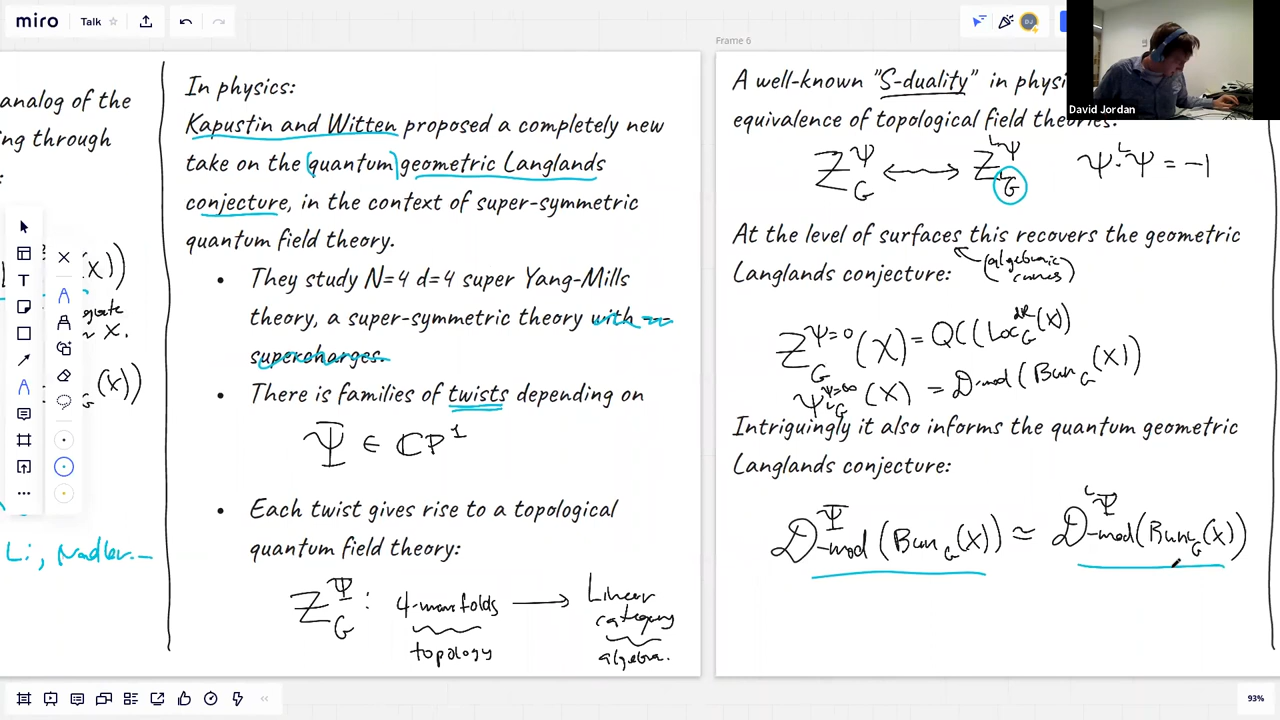 miro Talk
Frame 6
David Jordan
analog of the
ng through
X))
X.
(X))
Li, Nadler.
In physics:
Kapustin and Witten proposed a completely new
take on the (quantum) geometric Langlands
conjecture, in the context of super-symmetric
quantum field theory.
• They study N=4 d=4 super Yang-Mills
theory, a super-symmetric theory with
supercharges.
• There is families of twists depending on
Ψ ∈ CP¹
• Each twist gives rise to a topological
quantum field theory:
Z_G^Ψ : 4-manifolds → Linear category
topology algebra.
A well-known "S-duality" in physi
equivalence of topological field theories:
Z_G^Ψ ↔ Z_{ᴸG}^{ᴸΨ} Ψ·ᴸΨ = -1
At the level of surfaces this recovers the geometric
(algebraic curves)
Langlands conjecture:
Z_G^{Ψ=0}(X) = QC(Loc_G^{dR}(X))
Ψ_{ᴸG}^{Ψ=∞}(X) = D-mod(Bun_G(X))
Intriguingly it also informs the quantum geometric
Langlands conjecture:
D^Ψ-mod(Bun_G(X)) ≃ D^{ᴸΨ}-mod(Bun_{ᴸG}(X))
93%